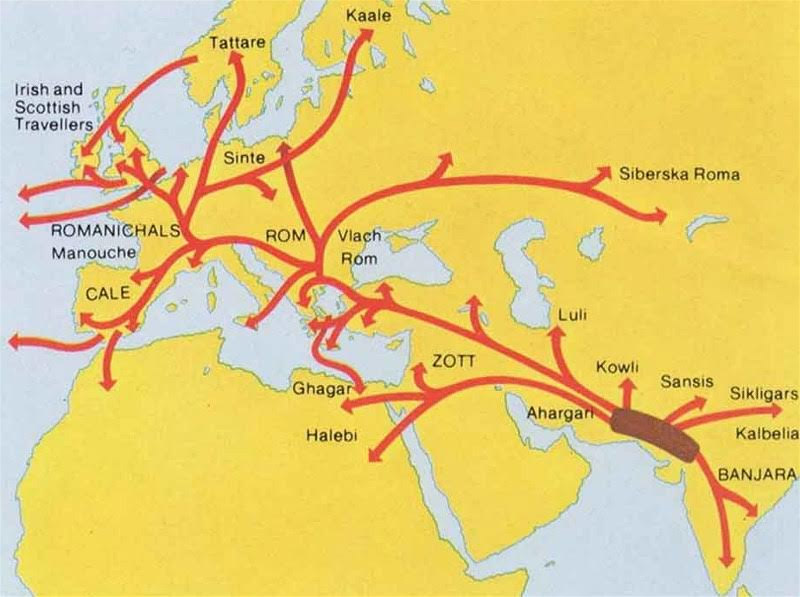 Kaale
Tattare
Irish and
Scottish
Travellers
Sinte
Siberska Roma
ROMANICHALS
Manouche
ROM
Vlach
Rom
CALE
Luli
ZOTT
Kowli
Sansis
Ghagar
Sikligars
Ahargari
Halebi
Kalbelia
BANJARA